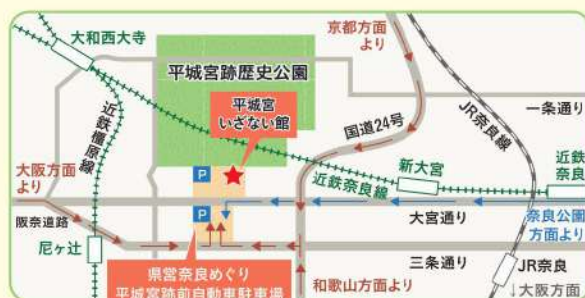 大和西大寺
京都方面
より
平城宮跡歴史公園
平城宮
いざない館
近鉄橿原線
国道24号
JR奈良線
一条通り
大阪方面
より
P
新大宮
近鉄奈良線
近鉄
奈良
P
大宮通り
奈良公園
方面より
阪奈道路
尼ヶ辻
三条通り
県営奈良めぐり
平城宮跡前自動車駐車場
和歌山方面より
JR奈良
↓大阪方面